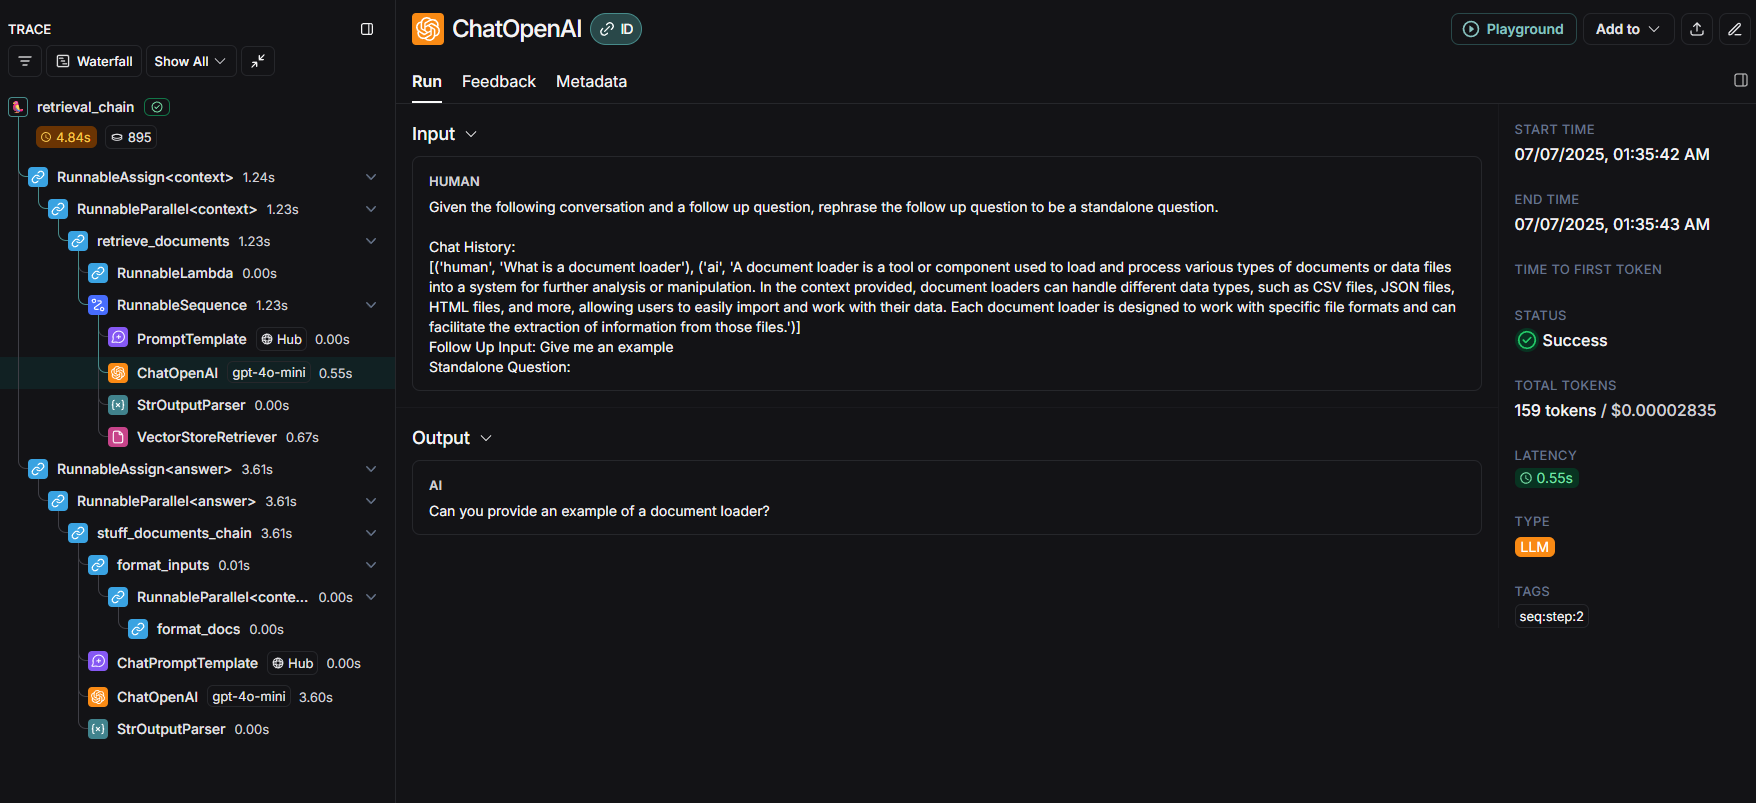 TRACE
Waterfall
Show All
retrieval_chain
4.84s
895
RunnableAssign<context> 1.24s
RunnableParallel<context> 1.23s
retrieve_documents 1.23s
RunnableLambda 0.00s
RunnableSequence 1.23s
PromptTemplate Hub 0.00s
ChatOpenAI gpt-4o-mini 0.55s
StrOutputParser 0.00s
VectorStoreRetriever 0.67s
RunnableAssign<answer> 3.61s
RunnableParallel<answer> 3.61s
stuff_documents_chain 3.61s
format_inputs 0.01s
RunnableParallel<conte... 0.00s
format_docs 0.00s
ChatPromptTemplate Hub 0.00s
ChatOpenAI gpt-4o-mini 3.60s
StrOutputParser 0.00s
ChatOpenAI ID
Playground
Add to
Run Feedback Metadata
Input
HUMAN
Given the following conversation and a follow up question, rephrase the follow up question to be a standalone question.
Chat History:
[('human', 'What is a document loader'), ('ai', 'A document loader is a tool or component used to load and process various types of documents or data files
into a system for further analysis or manipulation. In the context provided, document loaders can handle different data types, such as CSV files, JSON files,
HTML files, and more, allowing users to easily import and work with their data. Each document loader is designed to work with specific file formats and can
facilitate the extraction of information from those files.')]
Follow Up Input: Give me an example
Standalone Question:
Output
AI
Can you provide an example of a document loader?
START TIME
07/07/2025, 01:35:42 AM
END TIME
07/07/2025, 01:35:43 AM
TIME TO FIRST TOKEN
STATUS
Success
TOTAL TOKENS
159 tokens / $0.00002835
LATENCY
0.55s
TYPE
LLM
TAGS
seq:step:2